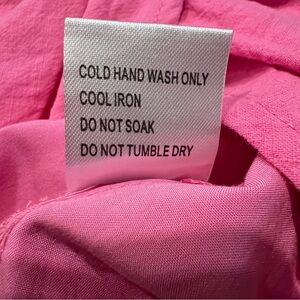 COLD HAND WASH ONLY
COOL IRON
DO NOT SOAK
DO NOT TUMBLE DRY